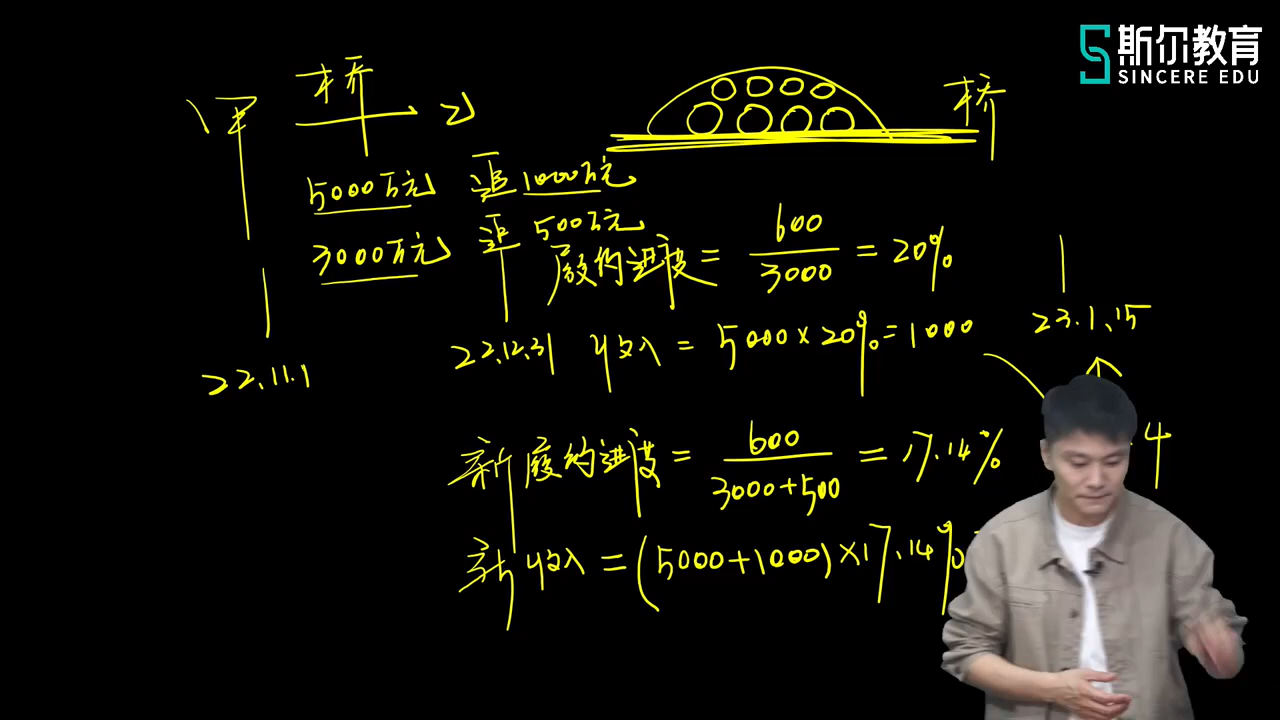 斯尔教育
SINCERE EDU
甲 桥 乙
桥
5000万元 追1000万元
3000万元 追500万元
履约进度 = 600/3000 = 20%
23.1.15
22.12.31 收入 = 5000×20% = 1000
22.11.1
新履约进度 = 600/3000+500 = 17.14%
4
新收入 = (5000+1000)×17.14%